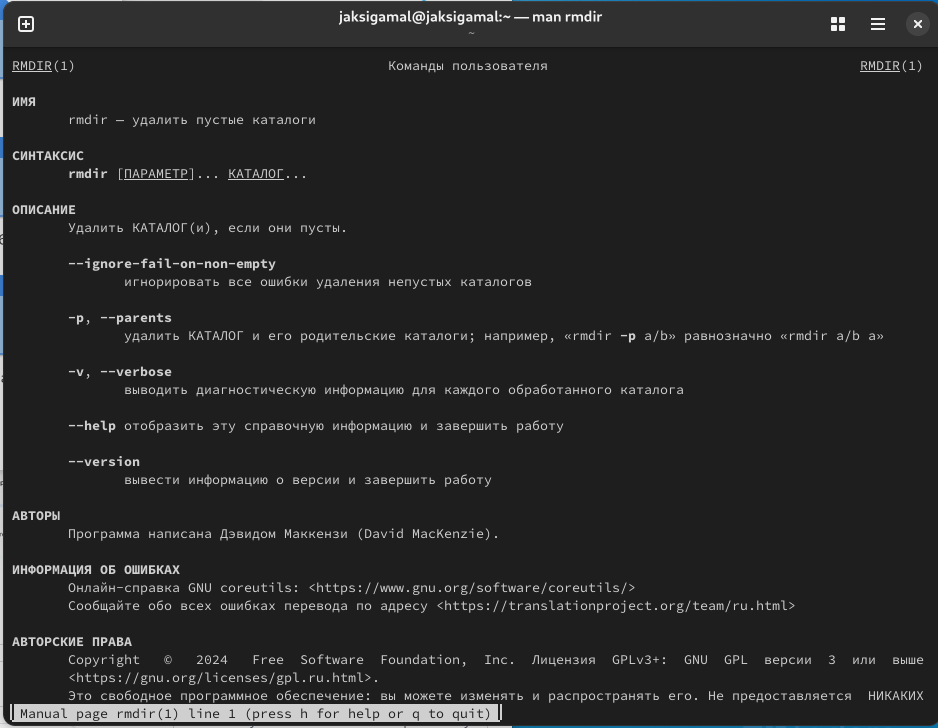 jaksigamal@jaksigamal:~ — man rmdir
~
RMDIR(1) Команды пользователя RMDIR(1)
ИМЯ
rmdir — удалить пустые каталоги
СИНТАКСИС
rmdir [ПАРАМЕТР]... КАТАЛОГ...
ОПИСАНИЕ
Удалить КАТАЛОГ(и), если они пусты.
--ignore-fail-on-non-empty
игнорировать все ошибки удаления непустых каталогов
-p, --parents
удалить КАТАЛОГ и его родительские каталоги; например, «rmdir -p a/b» равнозначно «rmdir a/b a»
-v, --verbose
выводить диагностическую информацию для каждого обработанного каталога
--help отобразить эту справочную информацию и завершить работу
--version
вывести информацию о версии и завершить работу
АВТОРЫ
Программа написана Дэвидом Маккензи (David MacKenzie).
ИНФОРМАЦИЯ ОБ ОШИБКАХ
Онлайн-справка GNU coreutils: <https://www.gnu.org/software/coreutils/>
Сообщайте обо всех ошибках перевода по адресу <https://translationproject.org/team/ru.html>
АВТОРСКИЕ ПРАВА
Copyright © 2024 Free Software Foundation, Inc. Лицензия GPLv3+: GNU GPL версии 3 или выше
<https://gnu.org/licenses/gpl.ru.html>.
Это свободное программное обеспечение: вы можете изменять и распространять его. Не предоставляется НИКАКИХ
Manual page rmdir(1) line 1 (press h for help or q to quit)